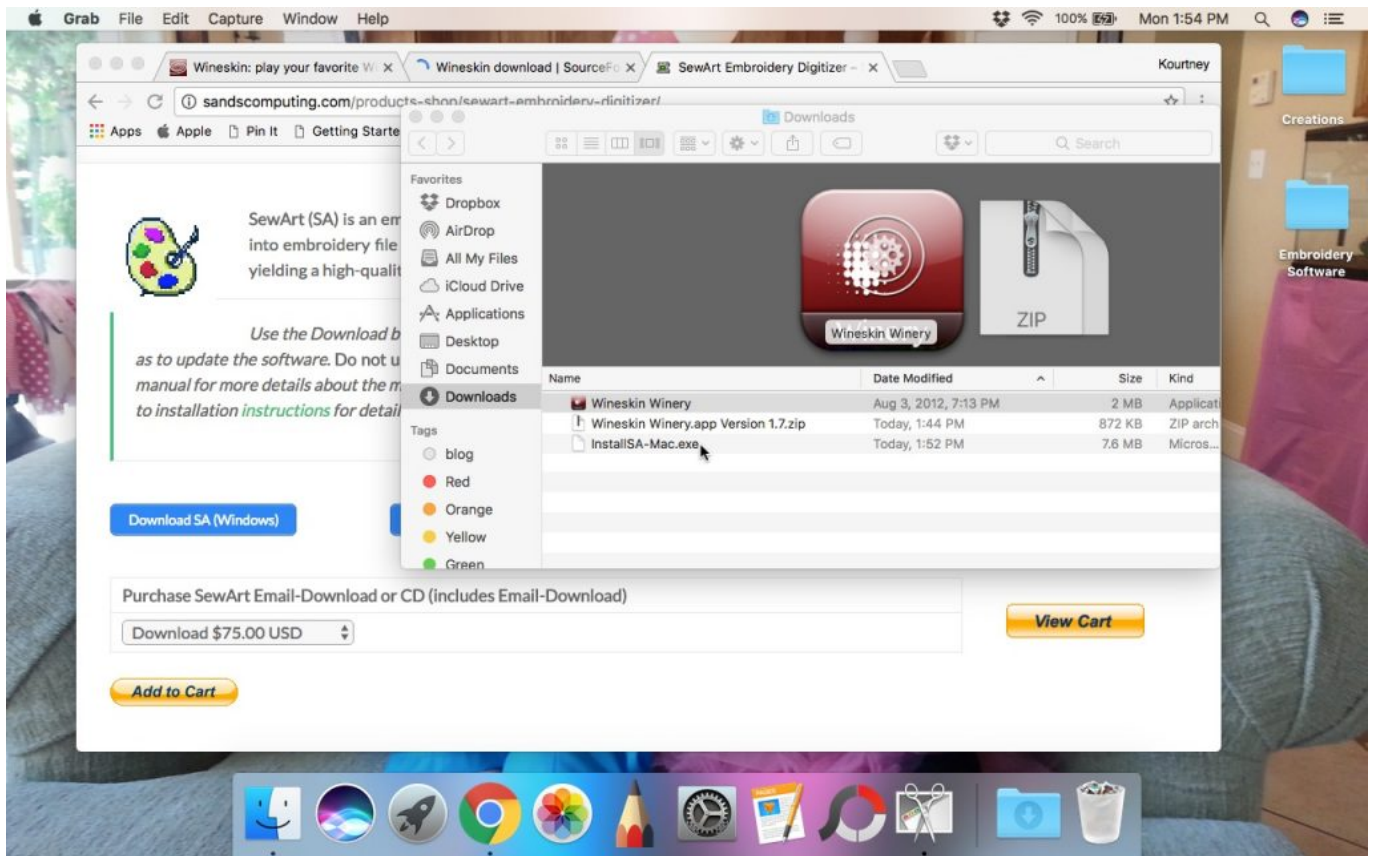 Grab File Edit Capture Window Help 100% Mon 1:54 PM
Wineskin: play your favorite Wi Wineskin download | SourceFo SewArt Embroidery Digitizer – Kourtney
sandscomputing.com/products-shop/sewart-embroidery-digitizer/
Apps Apple Pin It Getting Starte
Downloads
Search
Creations
Embroidery
Software
SewArt (SA) is an em
into embroidery file
yielding a high-qualit
Use the Download b
as to update the software. Do not u
manual for more details about the m
to installation instructions for detail
Download SA (Windows)
Purchase SewArt Email-Download or CD (includes Email-Download)
Download $75.00 USD
View Cart
Add to Cart
Favorites
Dropbox
AirDrop
All My Files
iCloud Drive
Applications
Desktop
Documents
Downloads
Tags
blog
Red
Orange
Yellow
Green
Wineskin Winery
ZIP
Name Date Modified Size Kind
Wineskin Winery Aug 3, 2012, 7:13 PM 2 MB Applicati
Wineskin Winery.app Version 1.7.zip Today, 1:44 PM 872 KB ZIP arch
InstallSA-Mac.exe Today, 1:52 PM 7.6 MB Micros...
PAGES